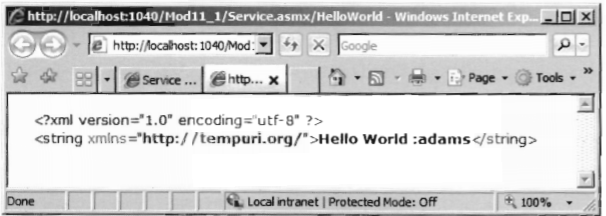 http://localhost:1040/Mod11_1/Service.asmx/HelloWorld - Windows Internet Exp...
http://localhost:1040/Mod:
Google
Service ...
http...
Page
Tools
»
<?xml version="1.0" encoding="utf-8" ?>
<string xmlns="http://tempuri.org/">Hello World :adams</string>
Done
Local intranet | Protected Mode: Off
100%